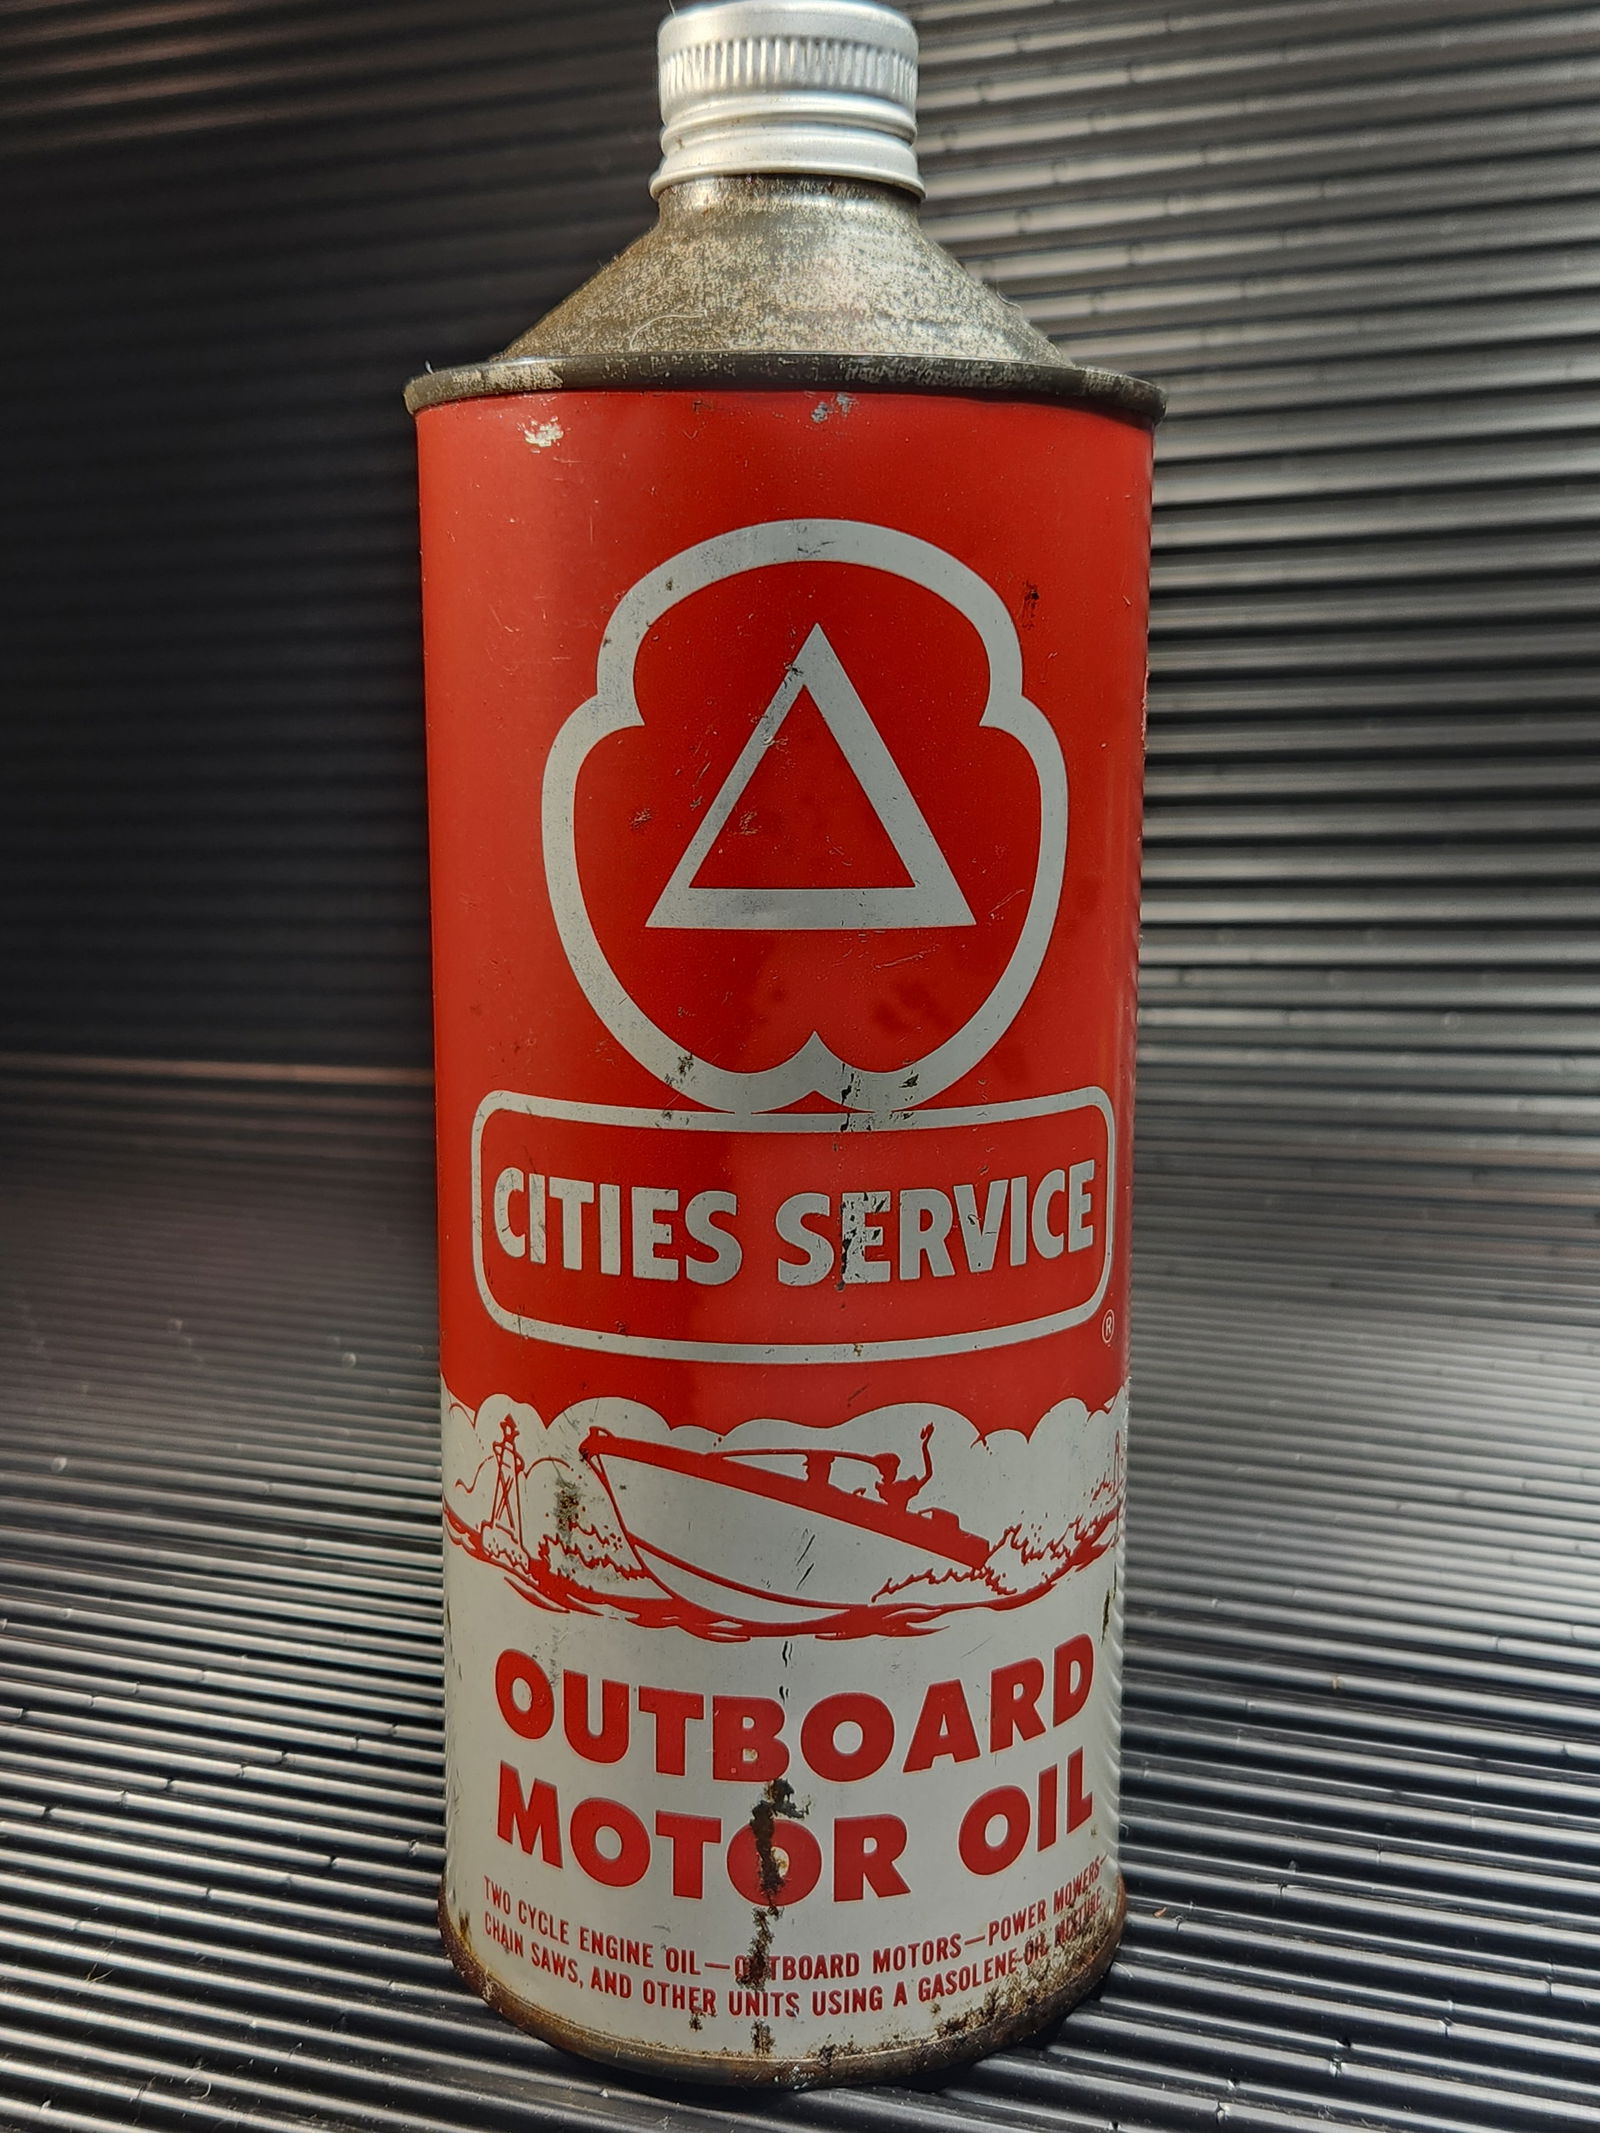 CITIES SERVICE
®
OUTBOARD
MOTOR OIL
TWO CYCLE ENGINE OIL—OUTBOARD MOTORS—POWER MOWERS—
CHAIN SAWS, AND OTHER UNITS USING A GASOLENE-OIL MIXTURE